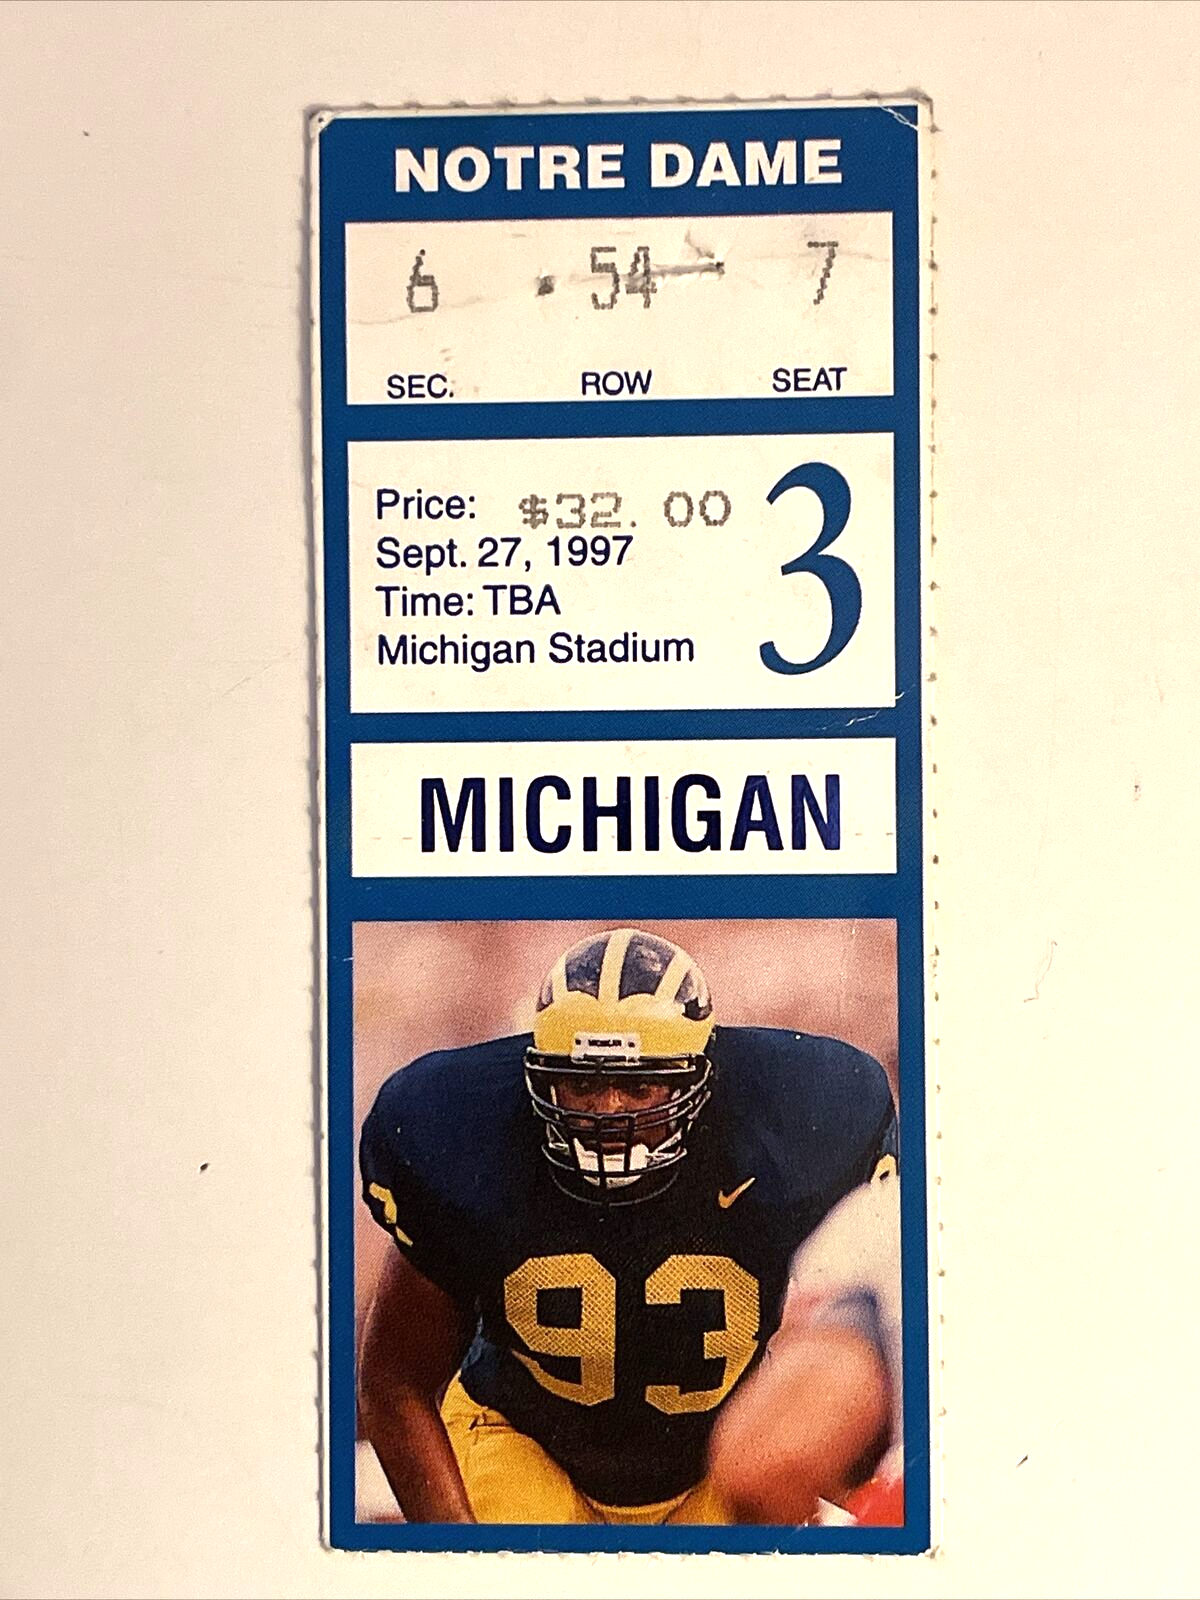 NOTRE DAME
6 54 7
SEC. ROW SEAT
Price: $32.00
Sept. 27, 1997
Time: TBA
Michigan Stadium
3
MICHIGAN
MICHIGAN
93